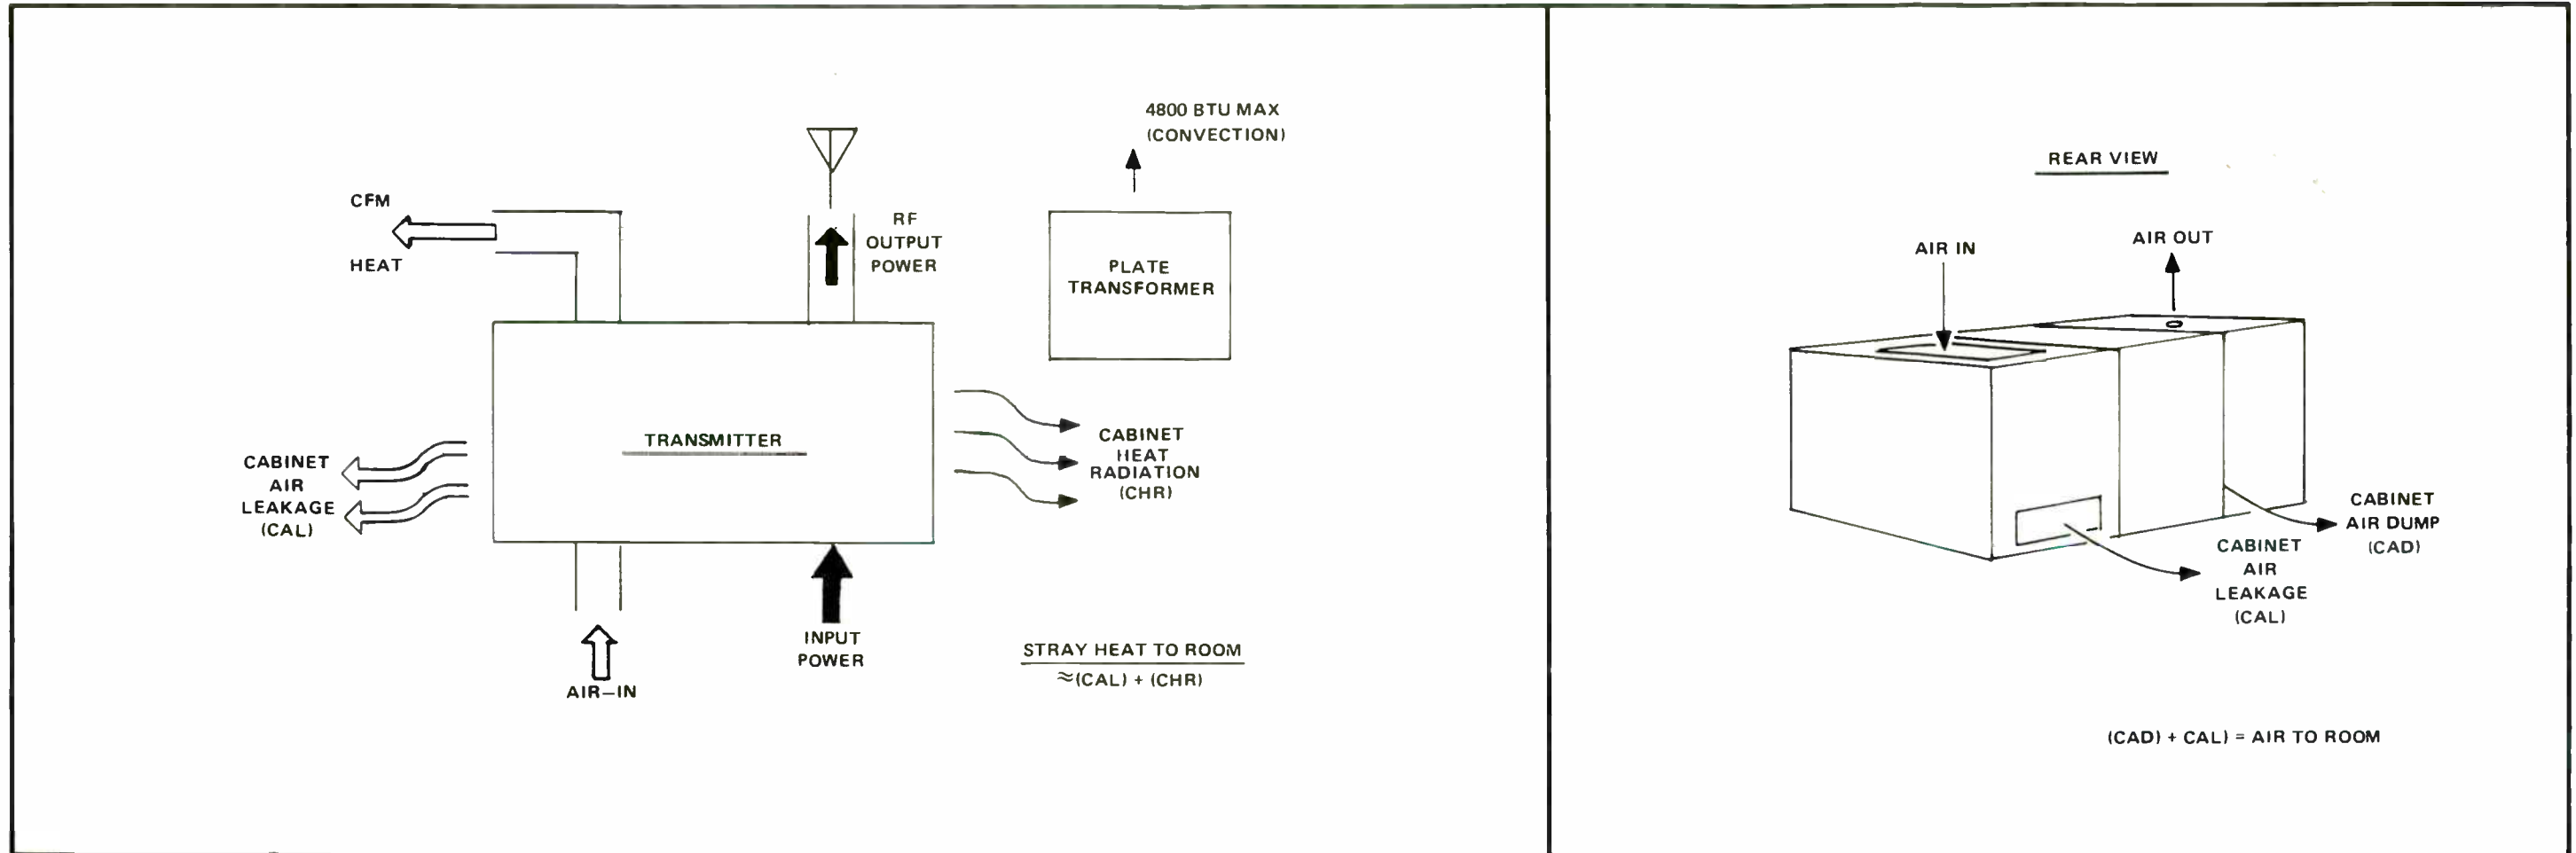 4800 BTU MAX
(CONVECTION)
CFM
HEAT
RF
OUTPUT
POWER
PLATE
TRANSFORMER
TRANSMITTER
CABINET
AIR
LEAKAGE
(CAL)
CABINET
HEAT
RADIATION
(CHR)
INPUT
POWER
AIR-IN
STRAY HEAT TO ROOM
≈(CAL) + (CHR)
REAR VIEW
AIR IN
AIR OUT
CABINET
AIR DUMP
(CAD)
CABINET
AIR
LEAKAGE
(CAL)
(CAD) + CAL) = AIR TO ROOM